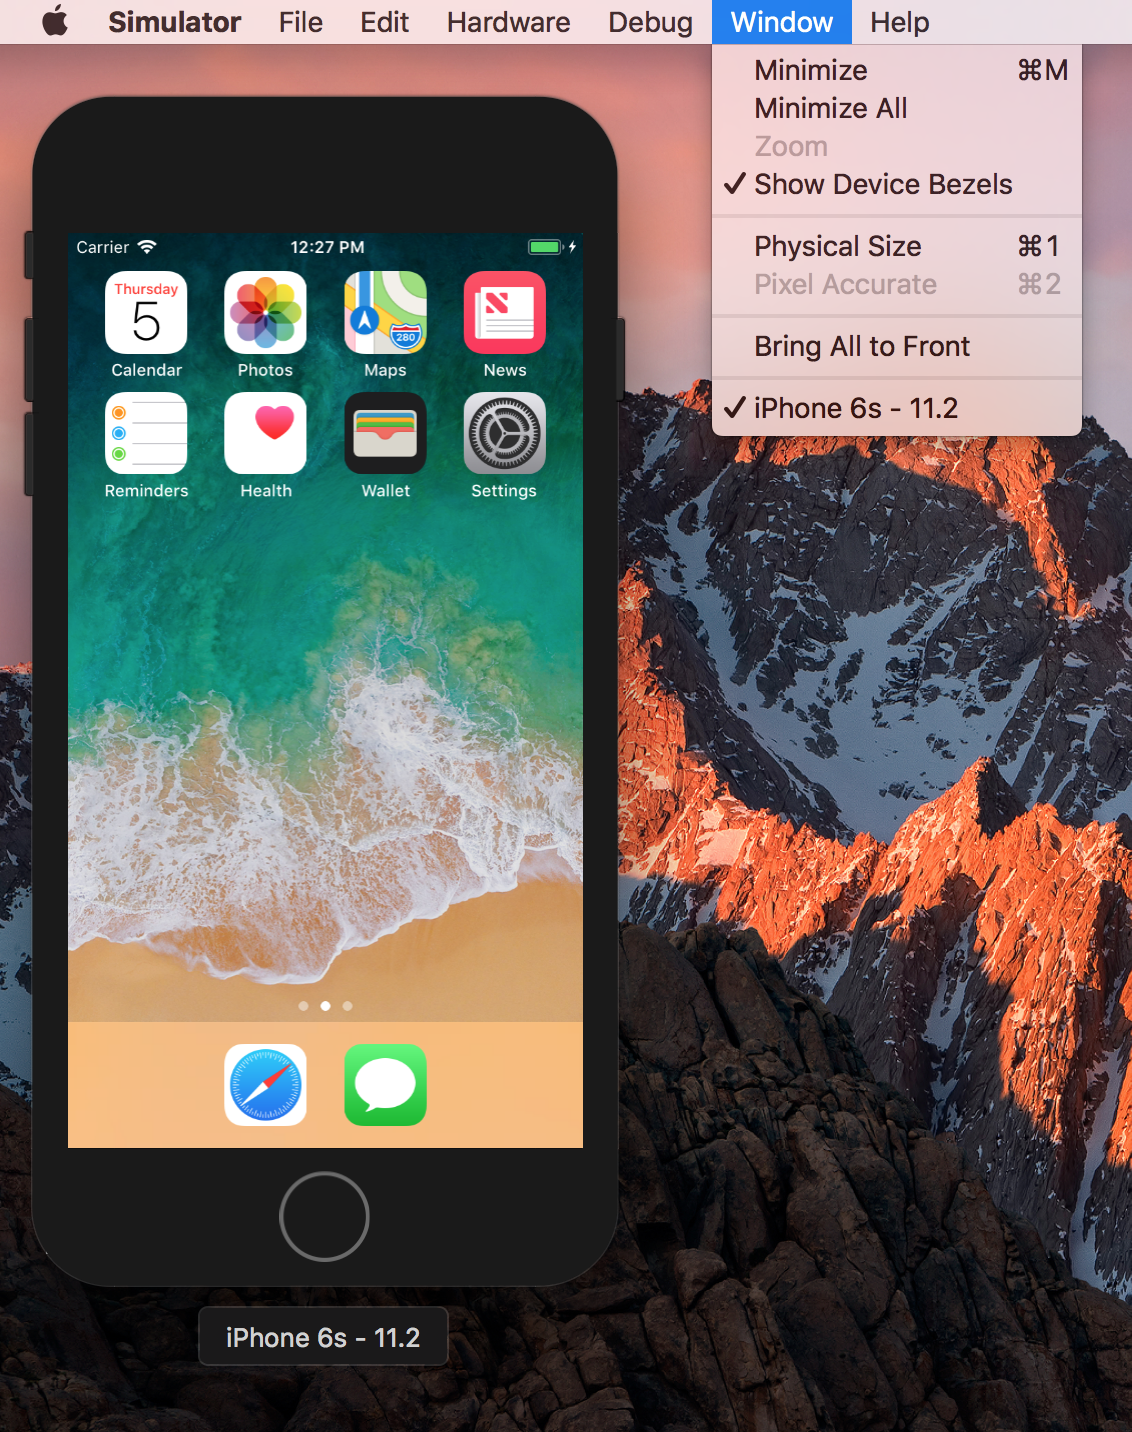 Simulator File Edit Hardware Debug Window Help
Minimize ⌘M
Minimize All
Zoom
✓ Show Device Bezels
Physical Size ⌘1
Pixel Accurate ⌘2
Bring All to Front
✓ iPhone 6s - 11.2
Carrier 12:27 PM
Thursday
5
280
Calendar Photos Maps News
Reminders Health Wallet Settings
iPhone 6s - 11.2